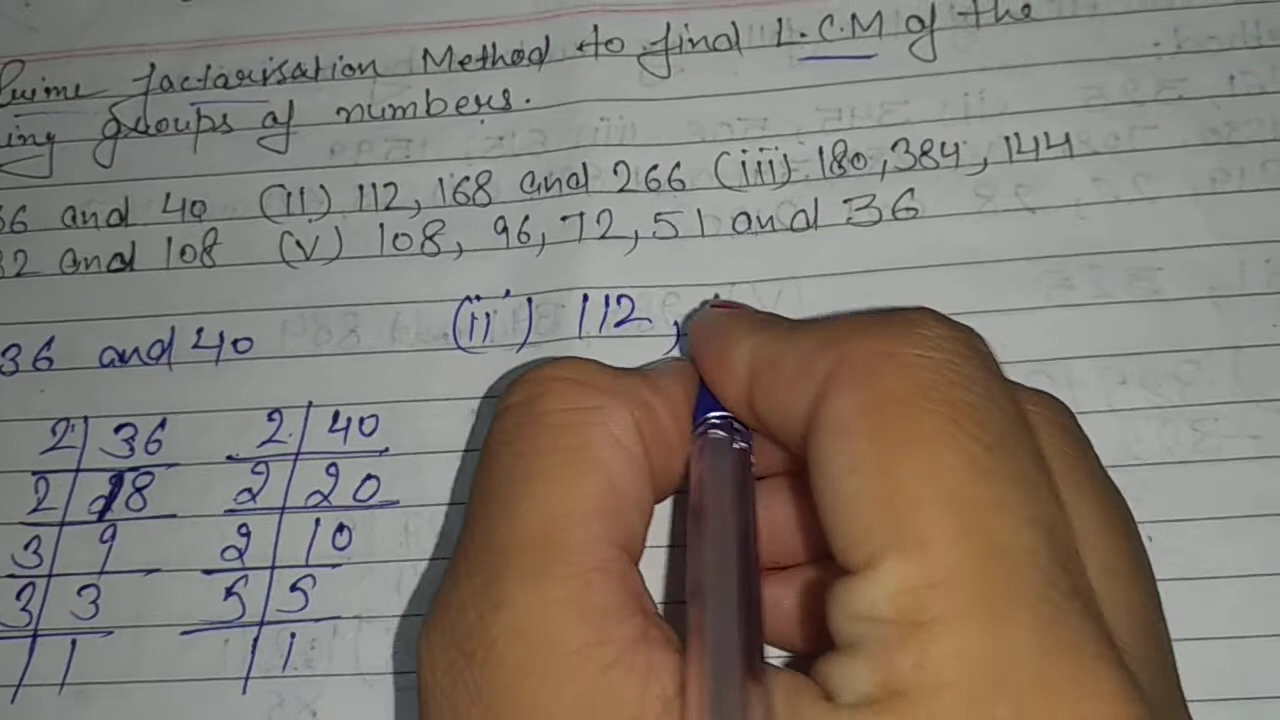 Prime factorisation Method to find L.C.M of the
ing groups of numbers.
36 and 40 (ii) 112, 168 and 266 (iii) 180, 384, 144
32 and 108 (V) 108, 96, 72, 51 and 36
36 and 40 (ii) 112,
2 36 2 40
2 18 2 20
3 9 2 10
3 3 5 5
1 1